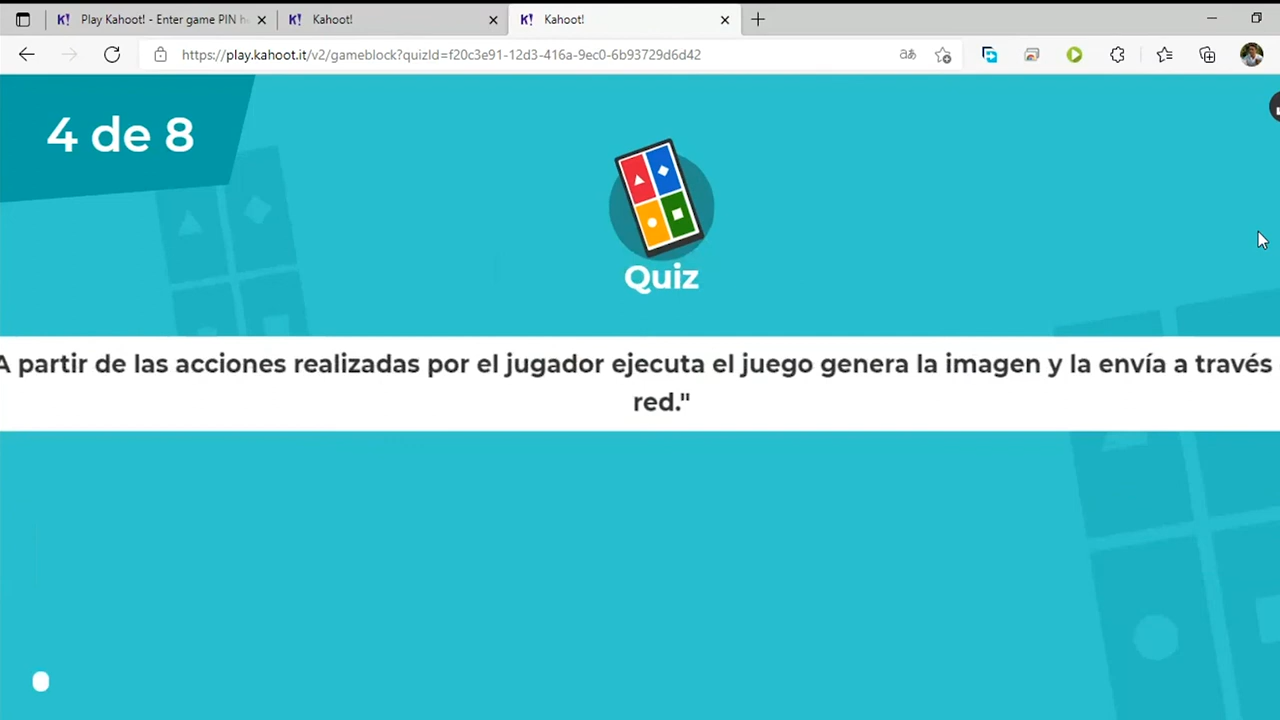 Play Kahoot! - Enter game PIN h
Kahoot!
Kahoot!
https://play.kahoot.it/v2/gameblock?quizId=f20c3e91-12d3-416a-9ec0-6b93729d6d42
4 de 8
Quiz
A partir de las acciones realizadas por el jugador ejecuta el juego genera la imagen y la envía a través
red."